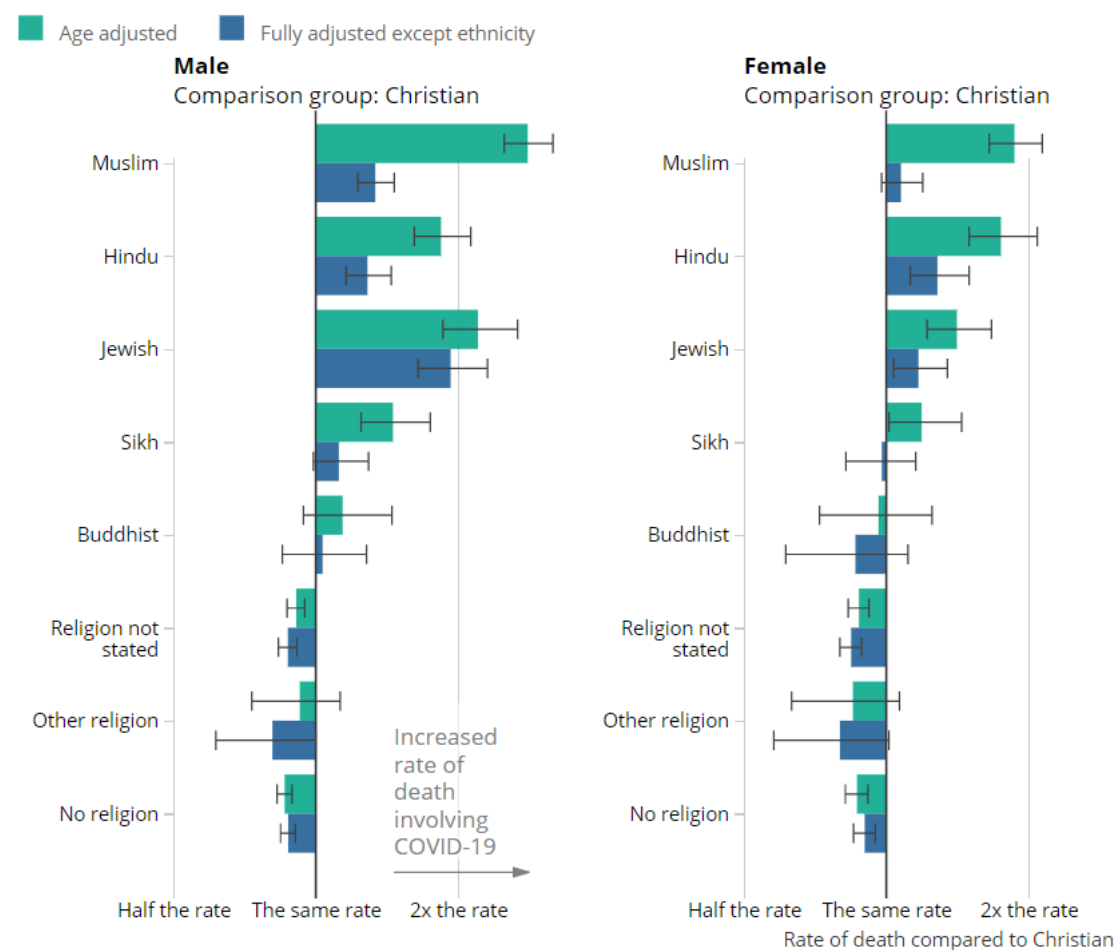 Age adjusted
Fully adjusted except ethnicity
Male
Comparison group: Christian
Muslim
Hindu
Jewish
Sikh
Buddhist
Religion not
stated
Other religion
No religion
Increased
rate of
death
involving
COVID-19
Half the rate
The same rate
2x the rate
Female
Comparison group: Christian
Muslim
Hindu
Jewish
Sikh
Buddhist
Religion not
stated
Other religion
No religion
Half the rate
The same rate
2x the rate
Rate of death compared to Christian